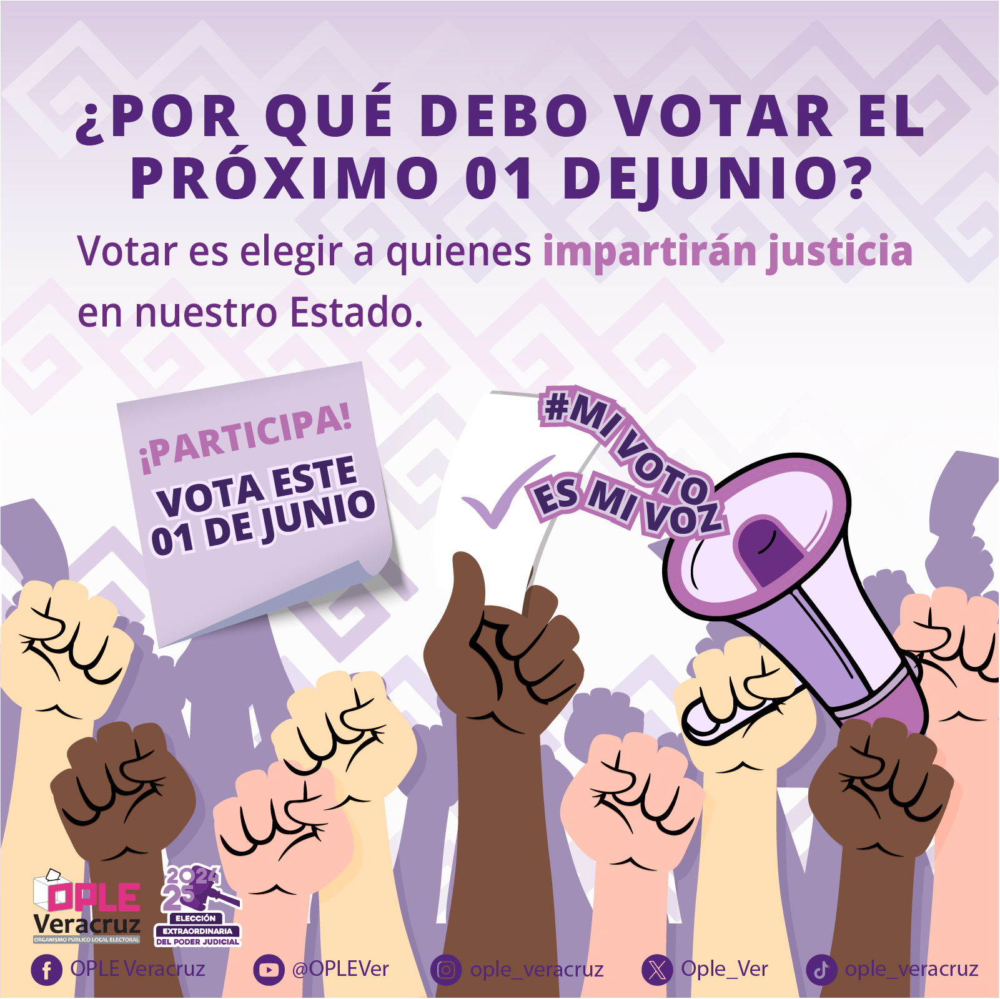 ¿POR QUÉ DEBO VOTAR EL
PRÓXIMO 01 DEJUNIO?
Votar es elegir a quienes impartirán justicia
en nuestro Estado.
¡PARTICIPA!
VOTA ESTE
01 DE JUNIO
#MI VOTO
ES MI VOZ
OPLE
Veracruz
ORGANISMO PÚBLICO LOCAL ELECTORAL
2024
25
ELECCIÓN
EXTRAORDINARIA
DEL PODER JUDICIAL
OPLE Veracruz
@OPLEVer
ople_veracruz
Ople_Ver
ople_veracruz